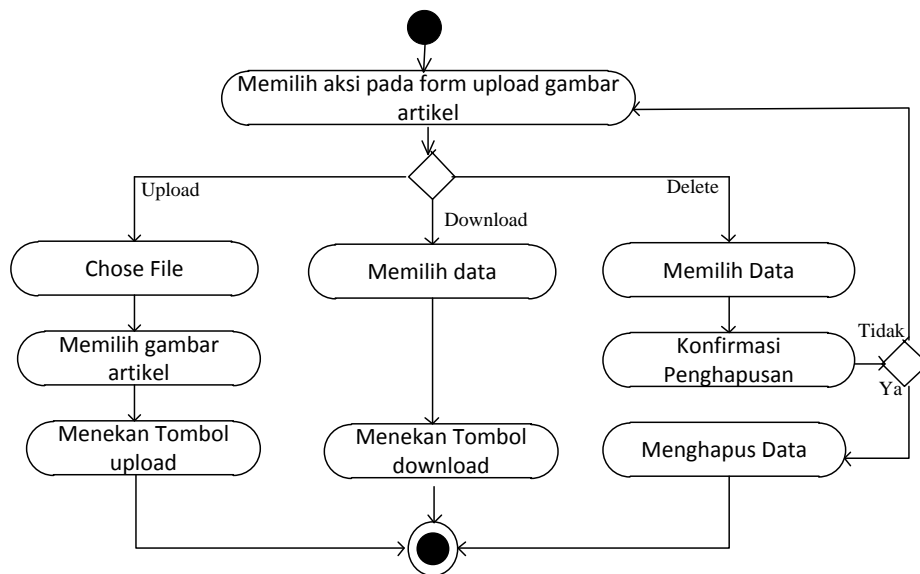 Memilih aksi pada form upload gambar
artikel
Upload
Delete
Download
Chose File
Memilih data
Memilih Data
Memilih gambar
artikel
Konfirmasi
Penghapusan
Tidak
Ya
Menekan Tombol
upload
Menekan Tombol
download
Menghapus Data